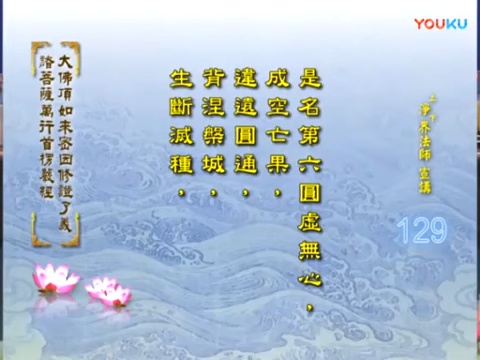 YOUKU
上淨下界法師 宣講
129
是名第六圓虛無心，
成空亡果，
違遠圓通，
背涅槃城，
生斷滅種，
大佛頂如來密因修證了義
諸菩薩萬行首楞嚴經